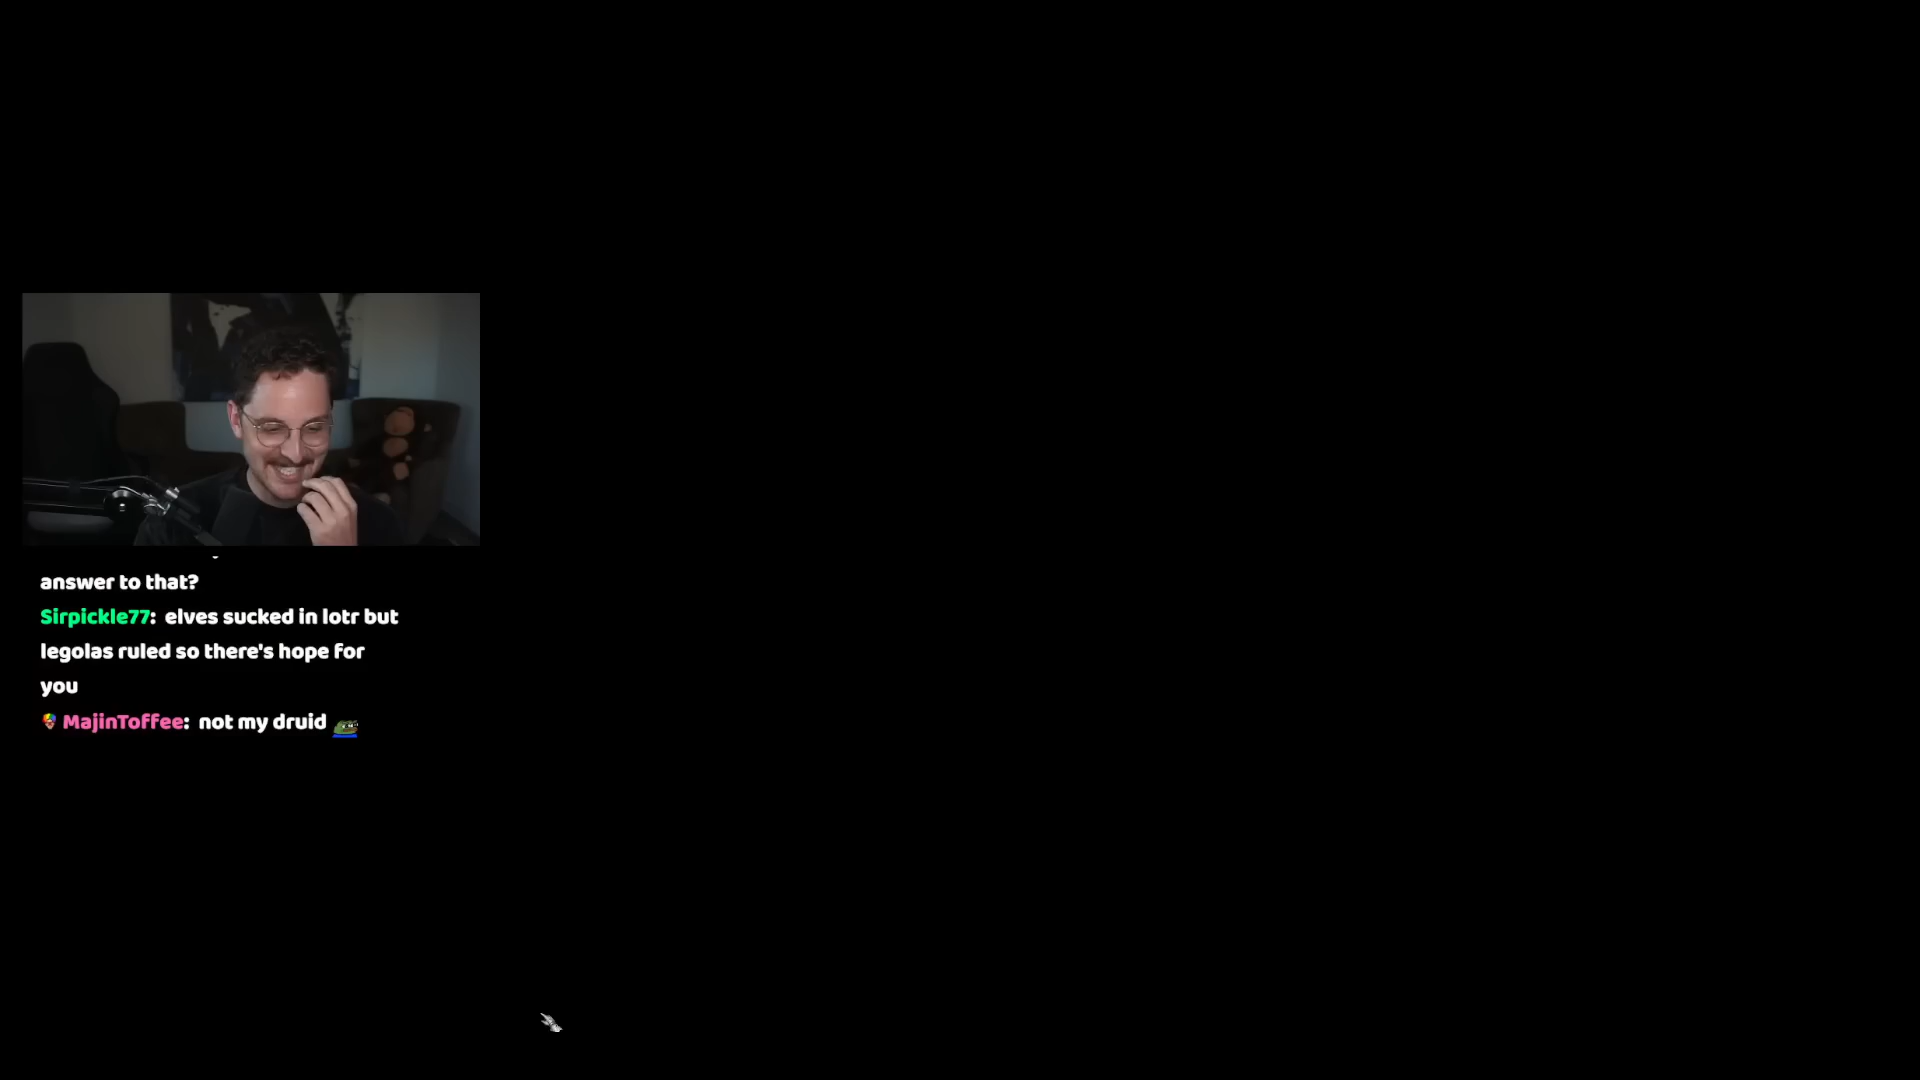 answer to that?
Sirpickle77: elves sucked in lotr but
legolas ruled so there's hope for
you
MajinToffee: not my druid